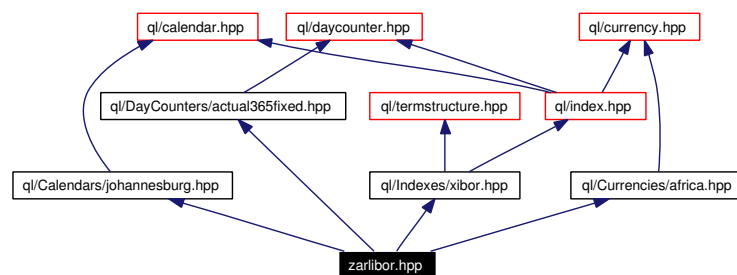 ql/calendar.hpp
ql/daycounter.hpp
ql/currency.hpp
ql/DayCounters/actual365fixed.hpp
ql/termstructure.hpp
ql/index.hpp
ql/Calendars/johannesburg.hpp
ql/Indexes/xibor.hpp
ql/Currencies/africa.hpp
zarlibor.hpp